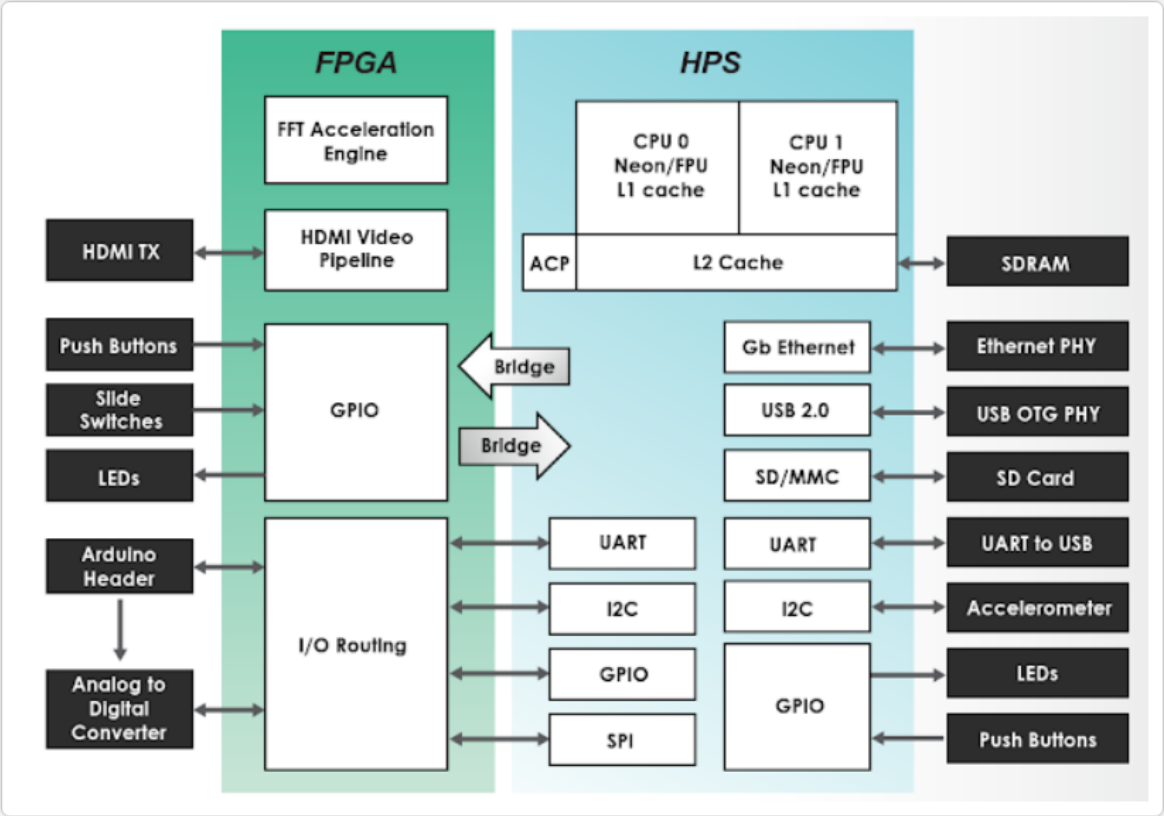 FPGA
HPS
FFT Acceleration
Engine
CPU 0
Neon/FPU
L1 cache
CPU 1
Neon/FPU
L1 cache
HDMI TX
HDMI Video
Pipeline
ACP
L2 Cache
SDRAM
Push Buttons
Slide
Switches
LEDs
GPIO
Bridge
Bridge
Gb Ethernet
Ethernet PHY
USB 2.0
USB OTG PHY
SD/MMC
SD Card
Arduino
Header
Analog to
Digital
Converter
I/O Routing
UART
I2C
GPIO
SPI
UART
UART to USB
I2C
Accelerometer
GPIO
LEDs
Push Buttons